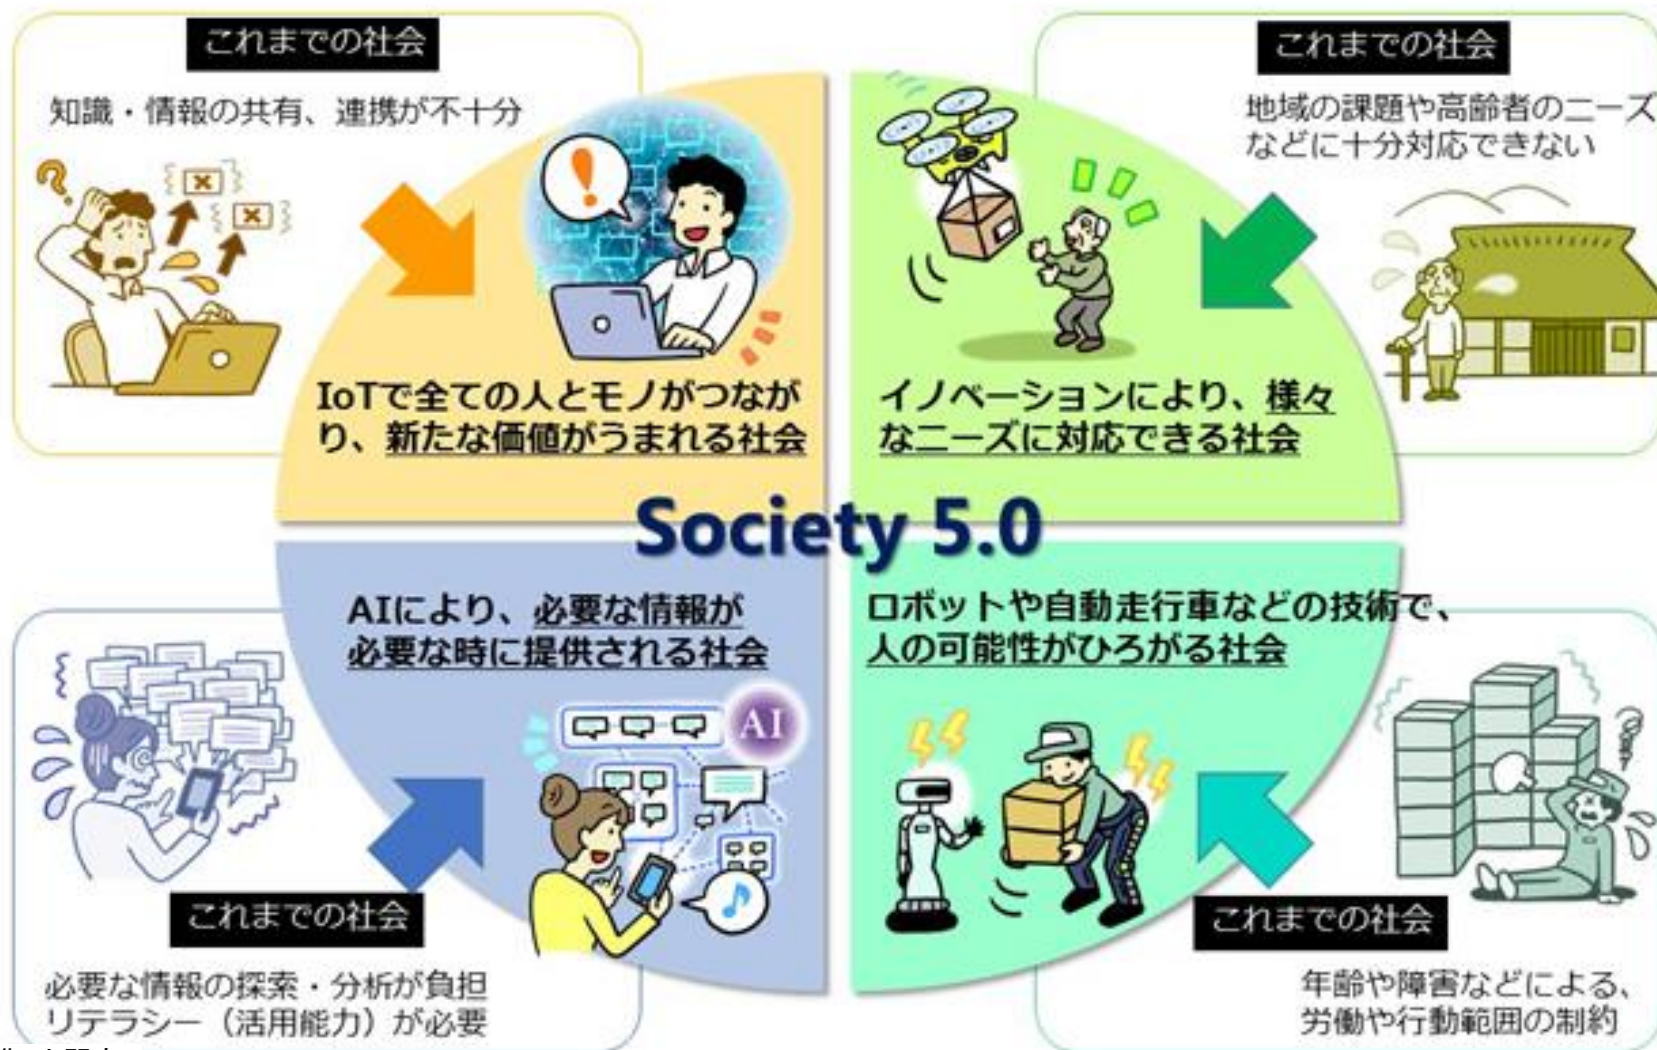 これまでの社会
知識・情報の共有、連携が不十分
IoTで全ての人とモノがつなが
り、新たな価値がうまれる社会
これまでの社会
地域の課題や高齢者のニーズ
などに十分対応できない
イノベーションにより、様々
なニーズに対応できる社会
Society 5.0
AIにより、必要な情報が
必要な時に提供される社会
AI
これまでの社会
必要な情報の探索・分析が負担
リテラシー（活用能力）が必要
ロボットや自動走行車などの技術で、
人の可能性がひろがる社会
これまでの社会
年齢や障害などによる、
労働や行動範囲の制約